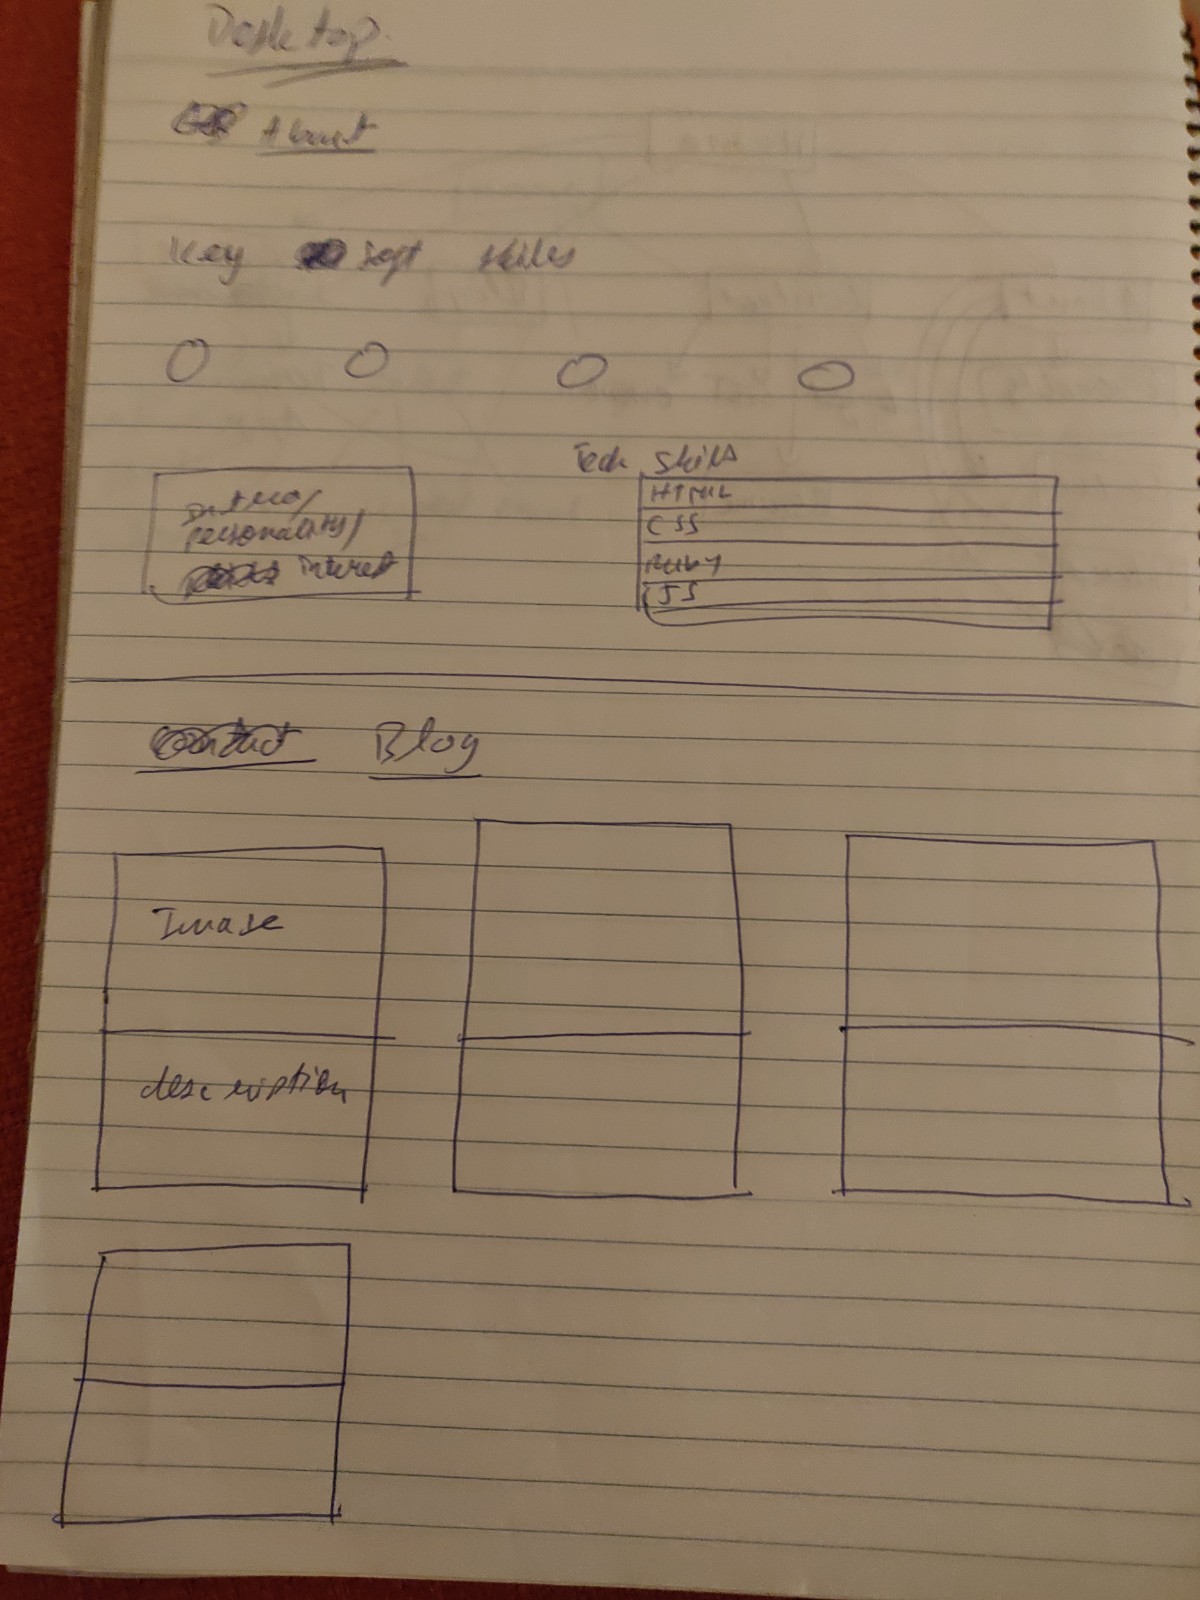 Desktop
About
Key soft skills
Tech skills
Intro/
personality/
interest
HTML
CSS
Ruby
JS
Blog
Image
description